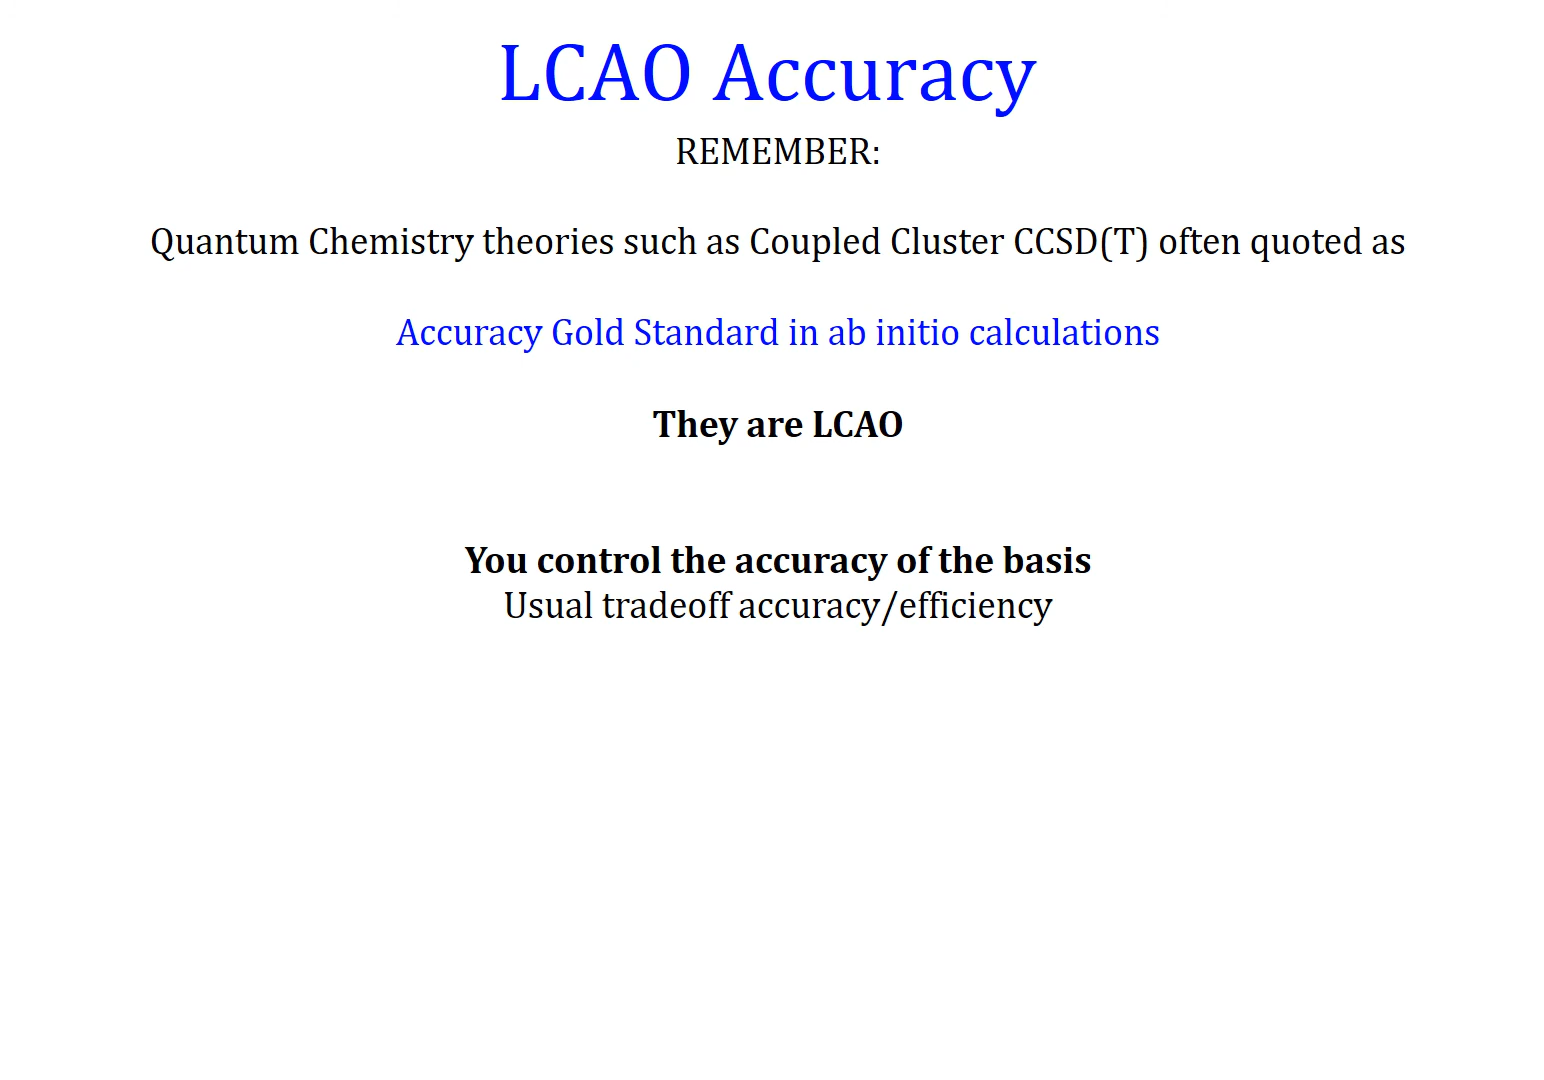 LCAO Accuracy
REMEMBER:
Quantum Chemistry theories such as Coupled Cluster CCSD(T) often quoted as
Accuracy Gold Standard in ab initio calculations
They are LCAO
You control the accuracy of the basis
Usual tradeoff accuracy/efficiency